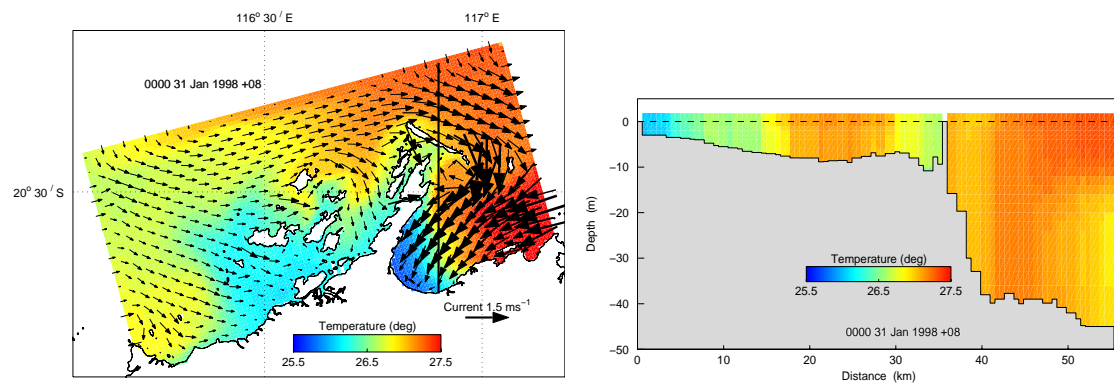 116° 30 ′ E 117° E
0000 31 Jan 1998 +08
20° 30 ′ S
Current 1.5 ms⁻¹
Temperature (deg)
25.5 26.5 27.5
0
−10
−20
−30
−40
−50
Depth (m)
Temperature (deg)
25.5 26.5 27.5
0000 31 Jan 1998 +08
0 10 20 30 40 50
Distance (km)